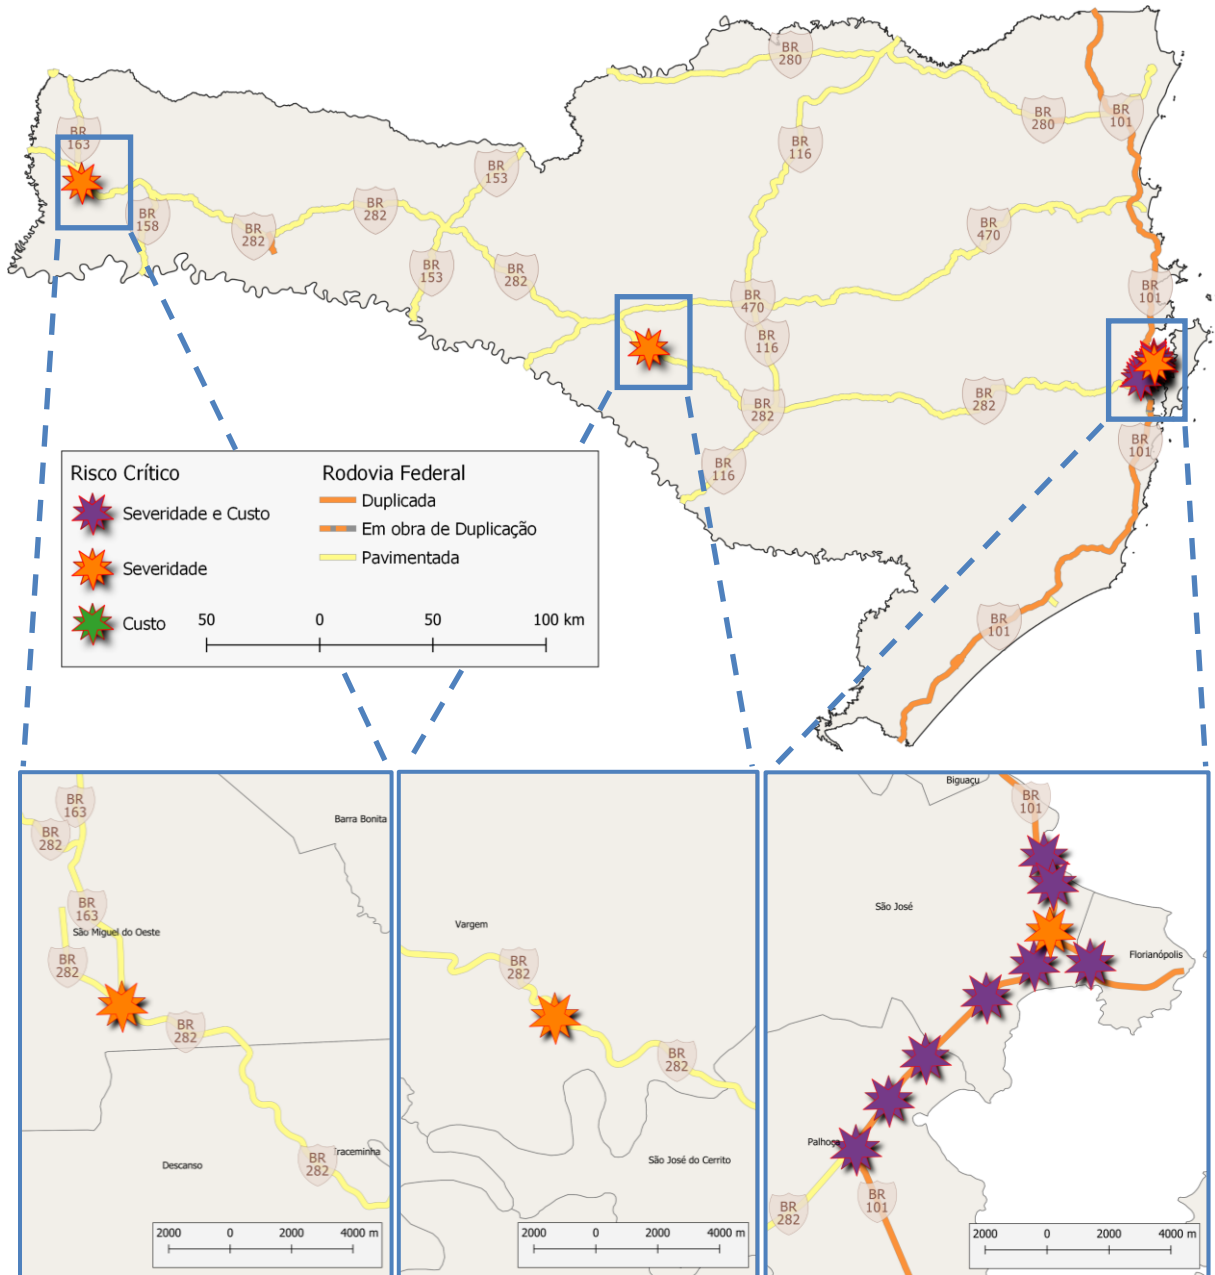 BR
280
BR
280
BR
101
BR
163
BR
116
BR
153
BR
158
BR
282
BR
282
BR
470
BR
153
BR
282
BR
101
BR
470
BR
116
BR
282
BR
282
BR
101
BR
116
Risco Crítico
Severidade e Custo
Severidade
Custo
Rodovia Federal
Duplicada
Em obra de Duplicação
Pavimentada
50 0 50 100 km
BR
101
BR
163
BR
282
Barra Bonita
BR
163
São Miguel do Oeste
BR
282
BR
282
BR
282
Iraceminha
Descanso
2000 0 2000 4000 m
Vargem
BR
282
BR
282
São José do Cerrito
2000 0 2000 4000 m
Biguaçu
BR
101
São José
Florianópolis
Palhoça
BR
282
BR
101
2000 0 2000 4000 m